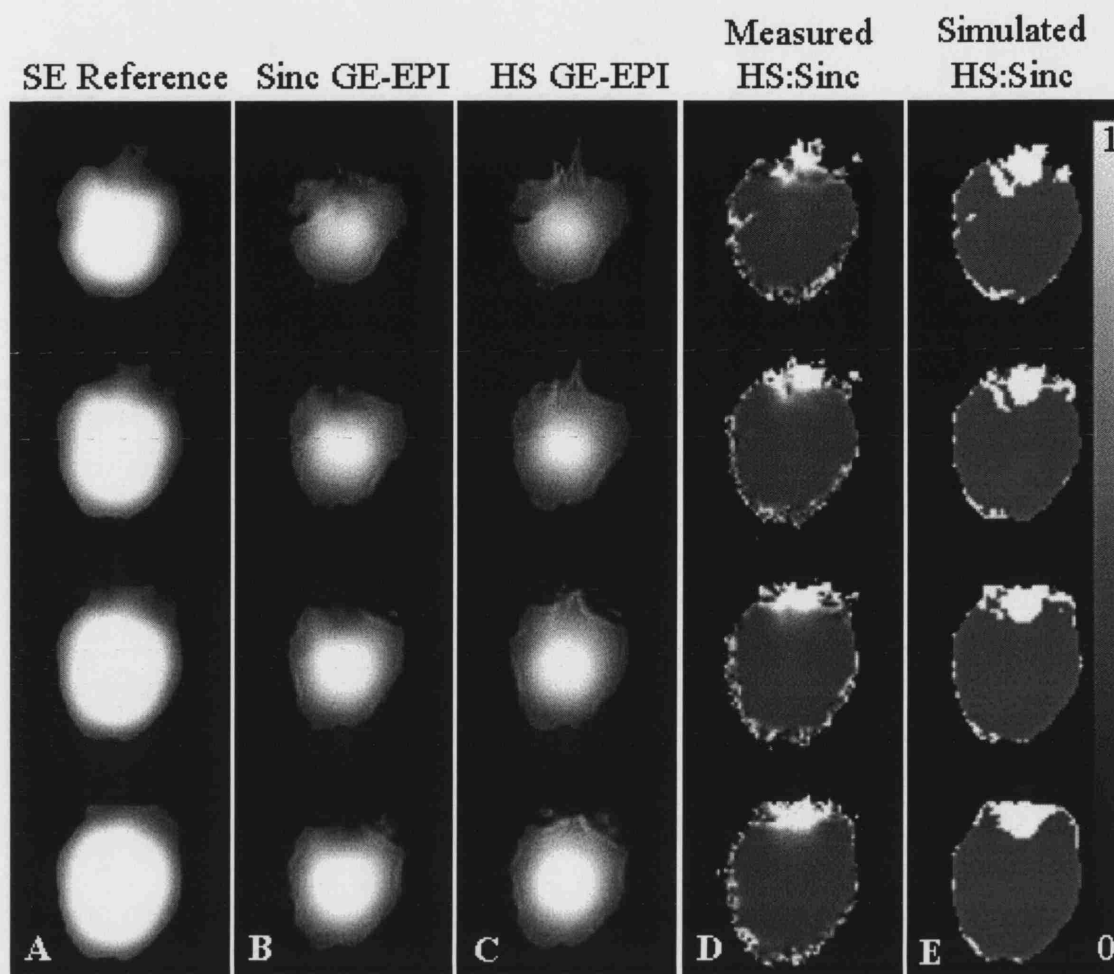 Measured Simulated
SE Reference Sinc GE-EPI HS GE-EPI HS:Sinc HS:Sinc
1
A B C D E 0